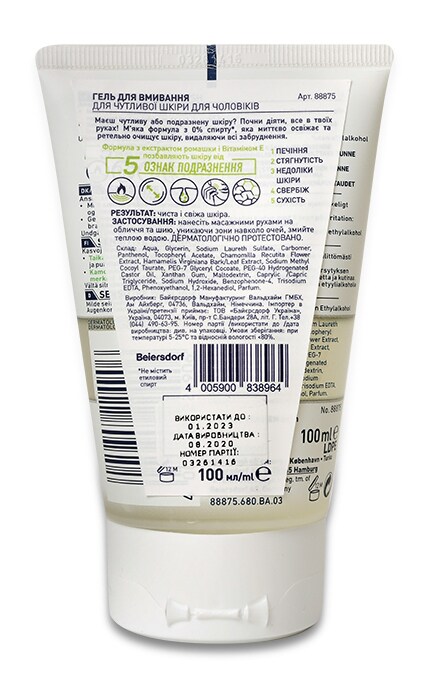 ГЕЛЬ ДЛЯ ВМИВАННЯ Арт. 88875
ДЛЯ ЧУТЛИВОЇ ШКІРИ ДЛЯ ЧОЛОВІКІВ
Маєш чутливу або подразнену шкіру? Почни діяти, все в твоїх
руках! М'яка формула з 0% спирту*, яка миттєво освіжає та
ретельно очищує шкіру, видаляючи всі забруднення.
Формула з екстрактом ромашки і Вітаміном Е
позбавляють шкіру від
5 ОЗНАК ПОДРАЗНЕННЯ
1 ПЕЧІННЯ
2 СТЯГНУТІСТЬ
3 НЕДОЛІКИ
ШКІРИ
4 СВЕРБІЖ
5 СУХІСТЬ
РЕЗУЛЬТАТ: чиста і свіжа шкіра.
ЗАСТОСУВАННЯ: нанесіть масажними рухами на
обличчя та шию, уникаючи зони навколо очей, змийте
теплою водою. ДЕРМАТОЛОГІЧНО ПРОТЕСТОВАНО.
Склад: Aqua, Glycerin, Sodium Laureth Sulfate, Carbomer,
Panthenol, Tocopheryl Acetate, Chamomilla Recutita Flower
Extract, Hamamelis Virginiana Bark/Leaf Extract, Sodium Methyl
Cocoyl Taurate, PEG-7 Glyceryl Cocoate, PEG-40 Hydrogenated
Castor Oil, Xanthan Gum, Maltodextrin, Caprylic/Capric
Triglyceride, Sodium Hydroxide, Benzophenone-4, Trisodium
EDTA, Phenoxyethanol, 1,2-Hexanediol, Parfum.
Виробник: Байєрсдорф Мануфактуринг Вальдхайм ГМБХ,
Ам Айхберг, 04736 Вальдхайм, Німеччина. Імпортер в
Україні/претензії приймає: ТОВ "Байєрсдорф Україна",
Україна, 04073, м. Київ, пр-т С.Бандери 28А, літ. Г. Тел.+38
(044) 490-63-95. Номер партії /використати до /дата
виробництва: див. на упаковці. Умови зберігання: при
температурі 5-25°С та відносній вологості <80%.
Beiersdorf
*Не містить
етиловий
спирт
4 005900 838964
ВИКОРИСТАТИ ДО:
01.2023
ДАТА ВИРОБНИЦТВА:
08.2020
НОМЕР ПАРТІЇ:
03261416
12 M 100 мл/ml ℮
88875.680.BA.03
No. 88875
100ml ℮
LDPE
København
Hamburg
12 M